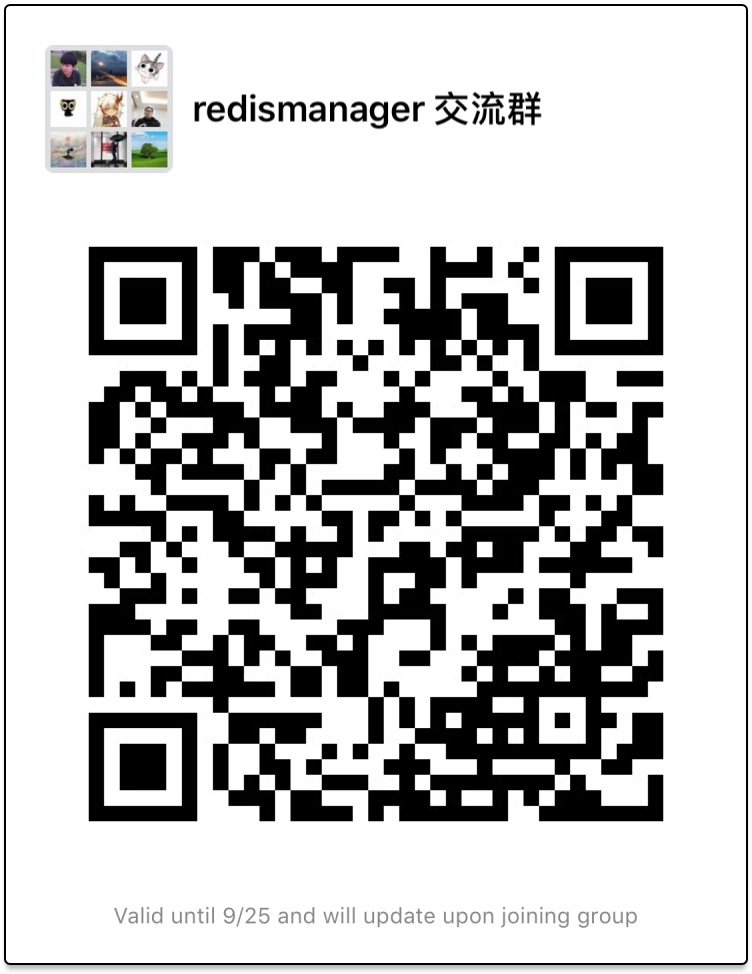 redismanager 交流群
Valid until 9/25 and will update upon joining group